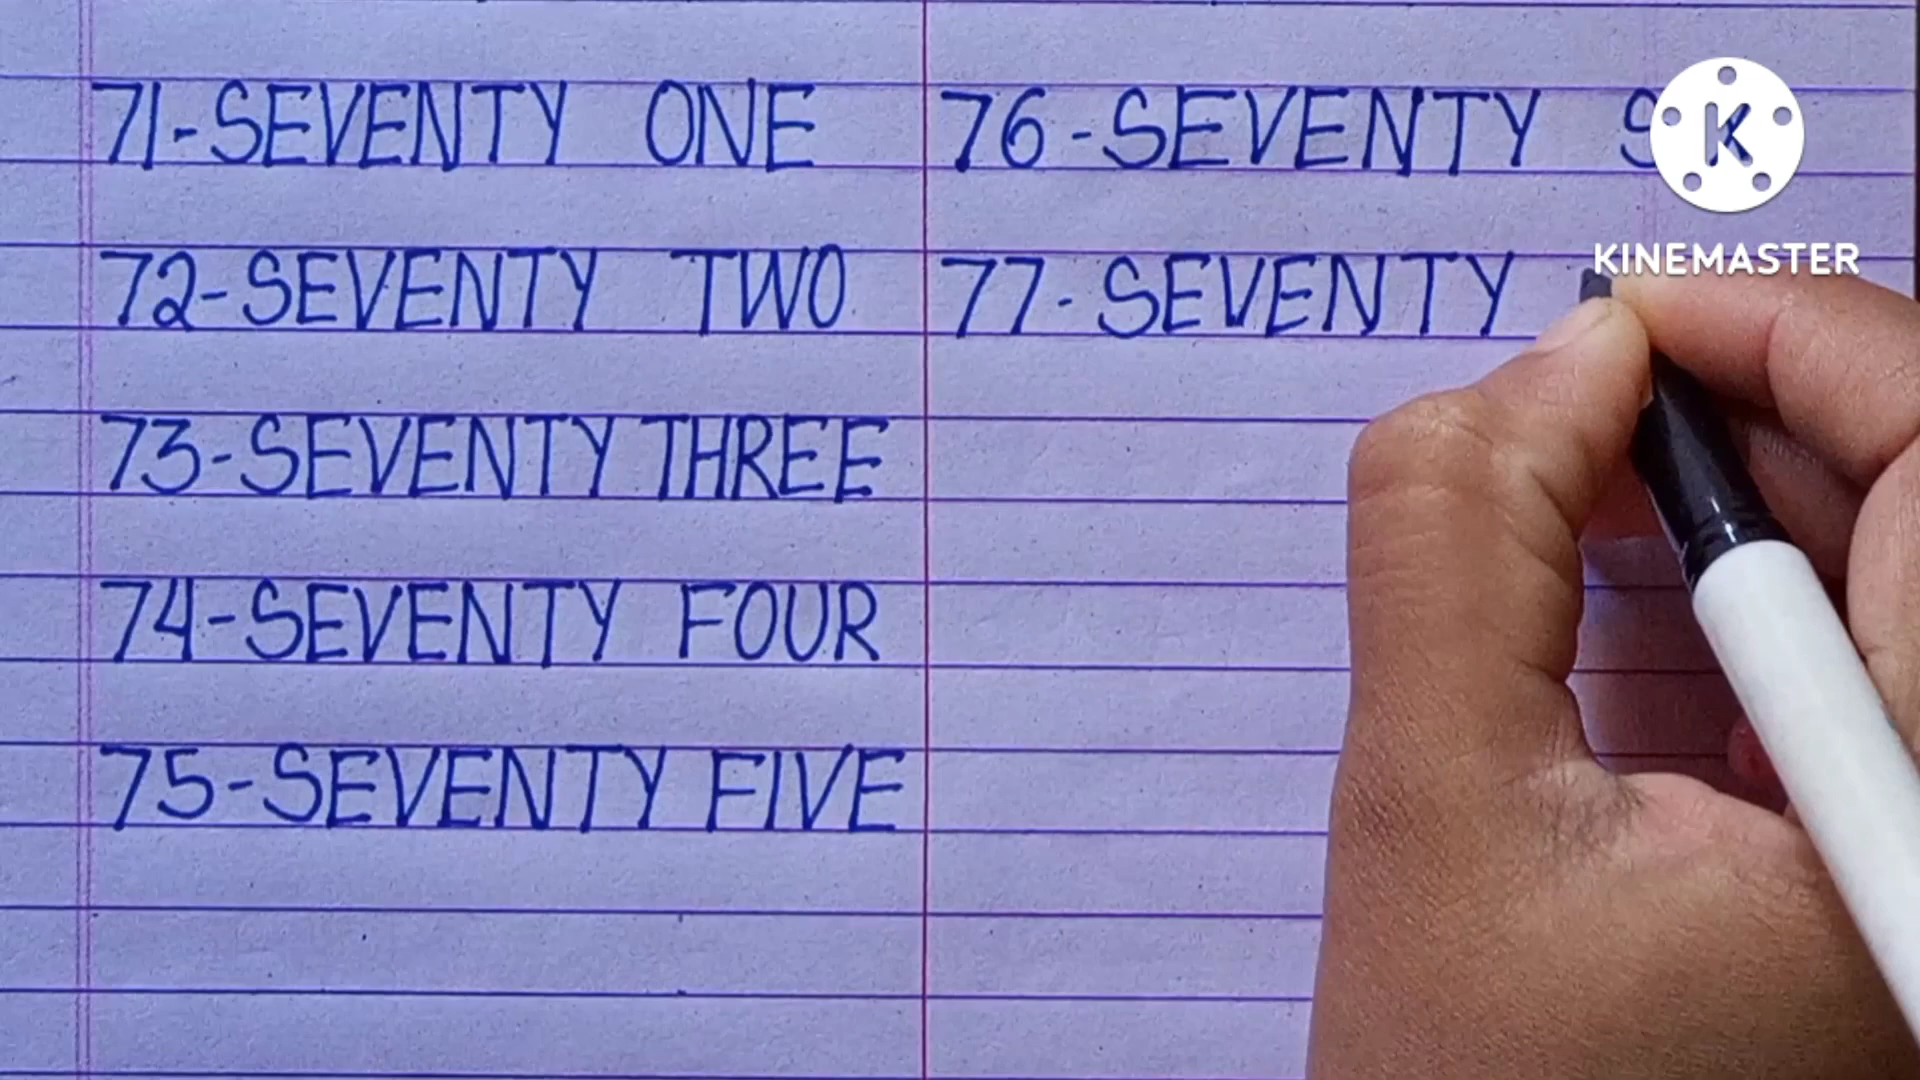 71-SEVENTY ONE
72-SEVENTY TWO
73-SEVENTY THREE
74-SEVENTY FOUR
75-SEVENTY FIVE
76-SEVENTY
77-SEVENTY
K
KINEMASTER